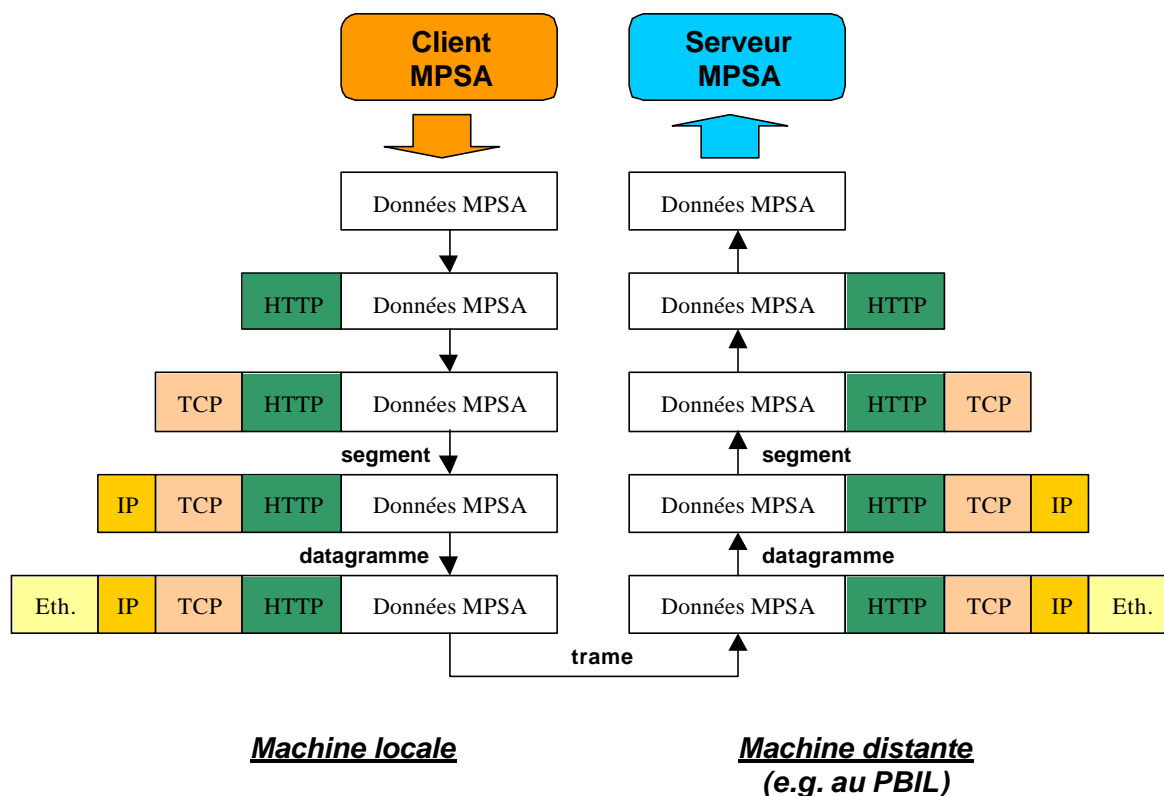 Client
MPSA
Serveur
MPSA
Données MPSA
Données MPSA
HTTP Données MPSA
Données MPSA HTTP
TCP HTTP Données MPSA
Données MPSA HTTP TCP
segment
segment
IP TCP HTTP Données MPSA
Données MPSA HTTP TCP IP
datagramme
datagramme
Eth. IP TCP HTTP Données MPSA
Données MPSA HTTP TCP IP Eth.
trame
Machine locale
Machine distante
(e.g. au PBIL)